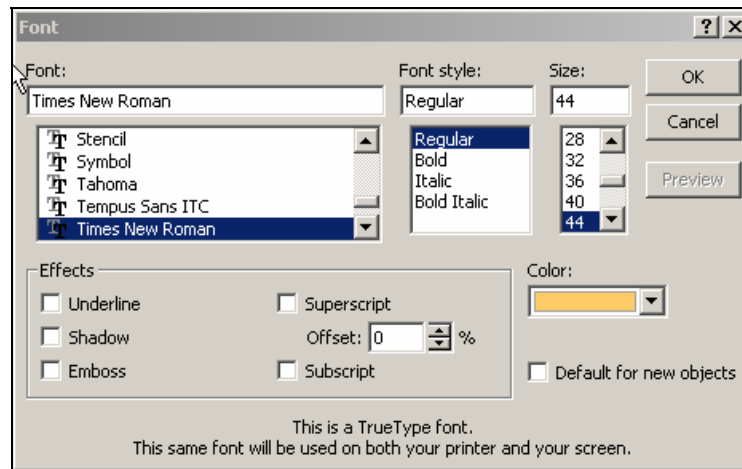 Font
Font:
Font style:
Size:
OK
Times New Roman
Regular
44
Cancel
Stencil
Symbol
Tahoma
Tempus Sans ITC
Times New Roman
Regular
Bold
Italic
Bold Italic
28
32
36
40
44
Preview
Effects
Underline
Shadow
Emboss
Superscript
Offset: 0 %
Subscript
Color:
Default for new objects
This is a TrueType font.
This same font will be used on both your printer and your screen.